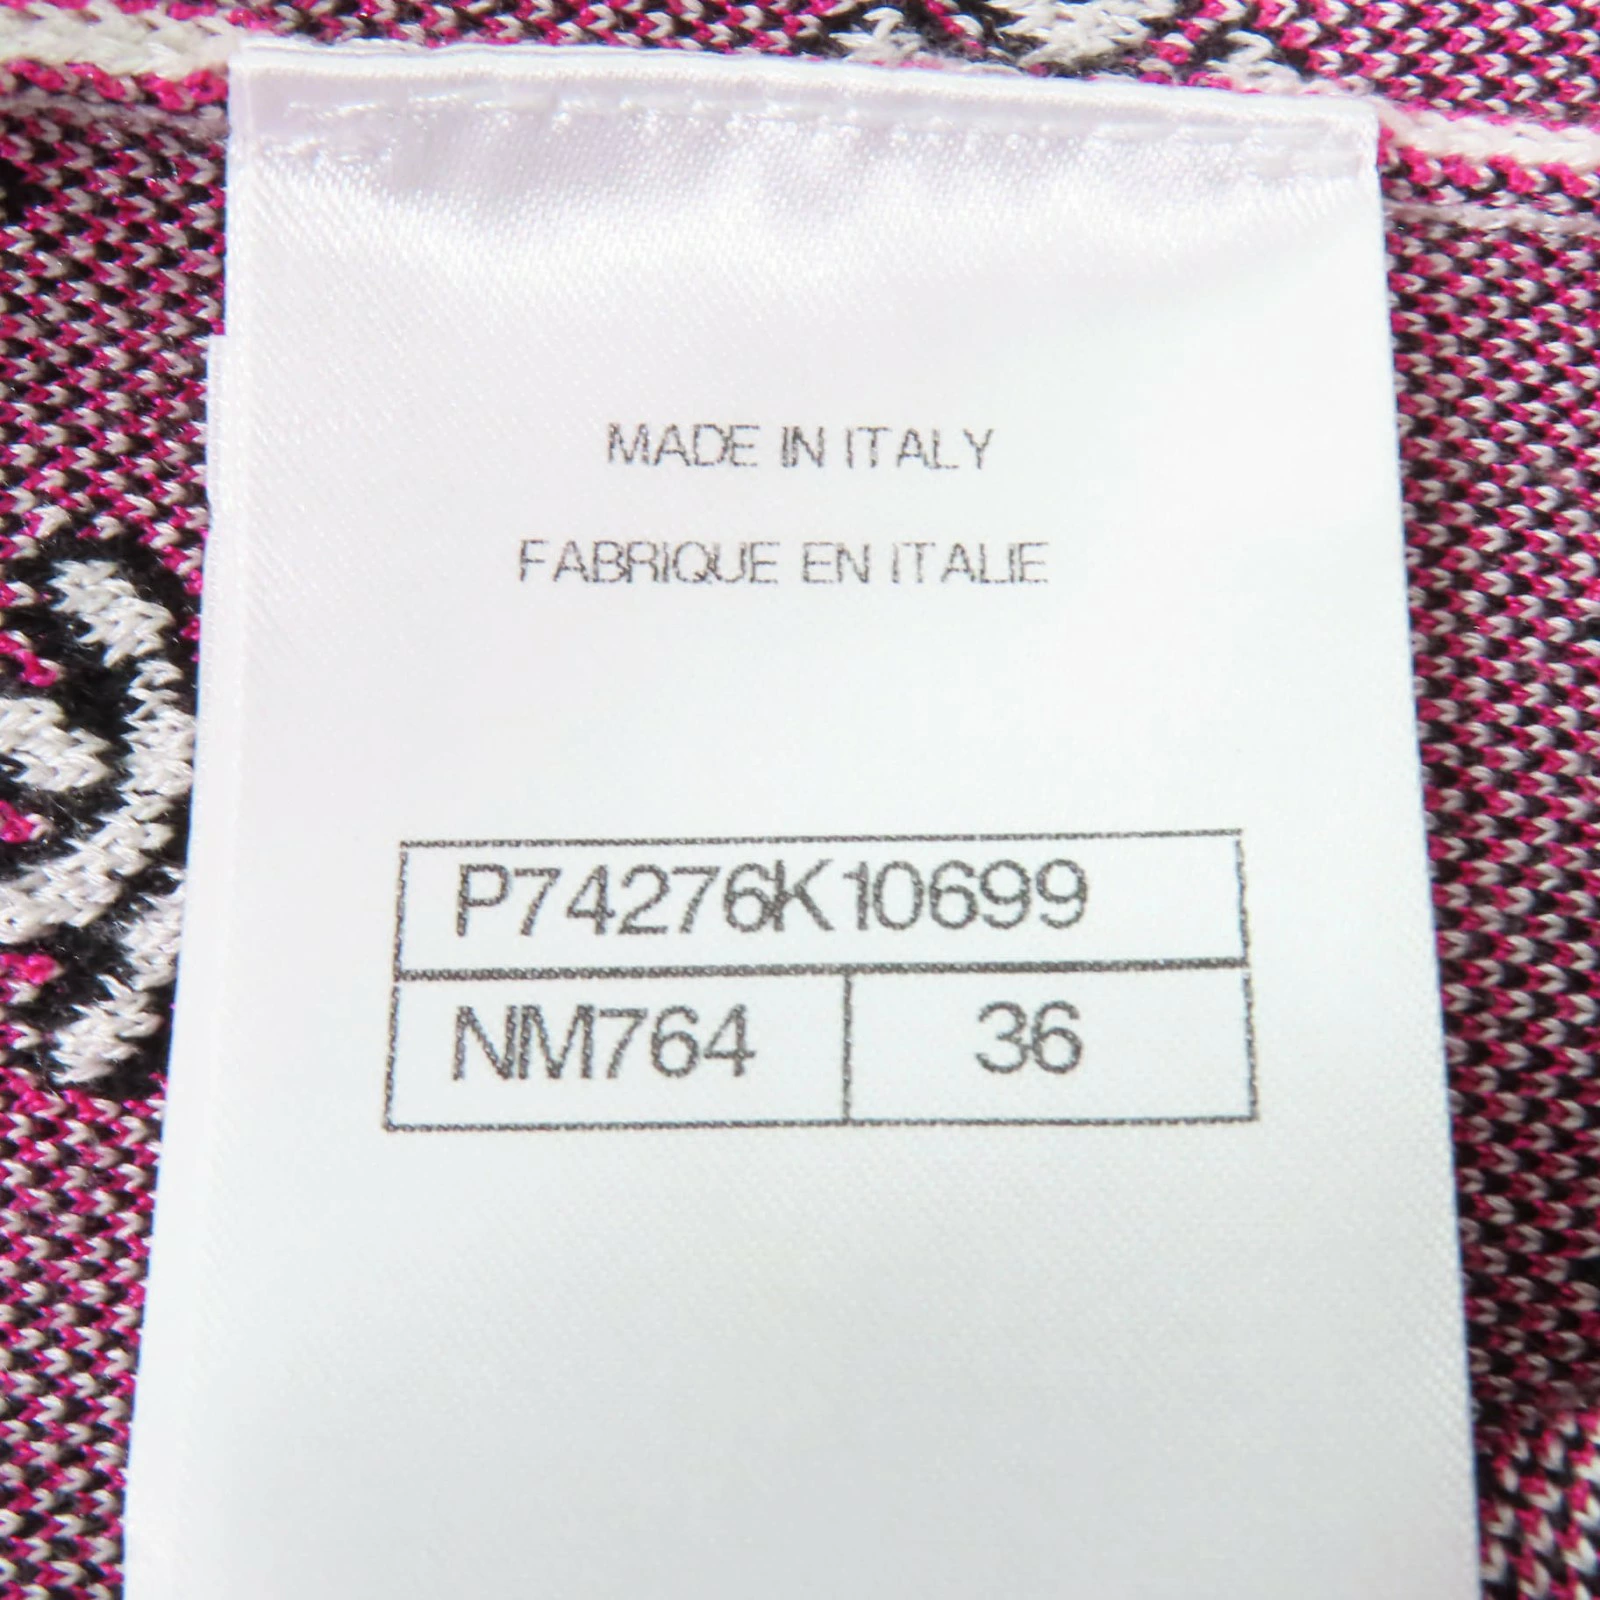 MADE IN ITALY
FABRIQUE EN ITALIE
P74276K10699
NM764 36